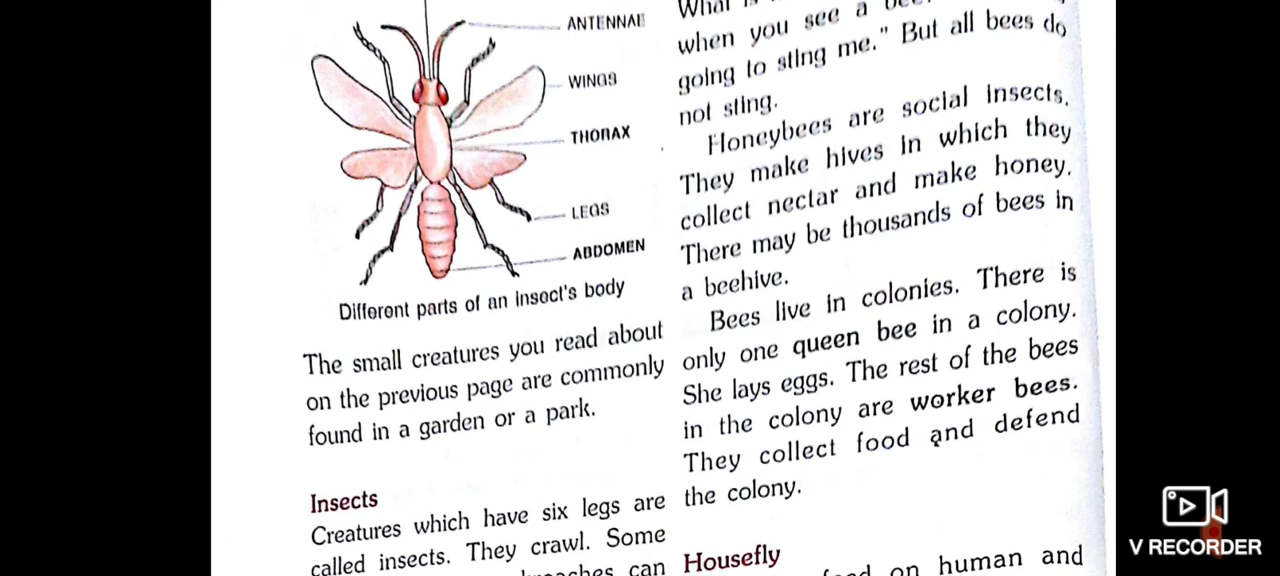 ANTENNAE
WINGS
THORAX
LEGS
ABDOMEN
Different parts of an insect's body
The small creatures you read about
on the previous page are commonly
found in a garden or a park.
Insects
Creatures which have six legs are
called insects. They crawl. Some
can
What
when you see a
going to sting me." But all bees do
not sting.
Honeybees are social insects.
They make hives in which they
collect nectar and make honey.
There may be thousands of bees in
a beehive.
Bees live in colonies. There is
only one queen bee in a colony.
She lays eggs. The rest of the bees
in the colony are worker bees.
They collect food and defend
the colony.
Housefly
on human and
V RECORDER